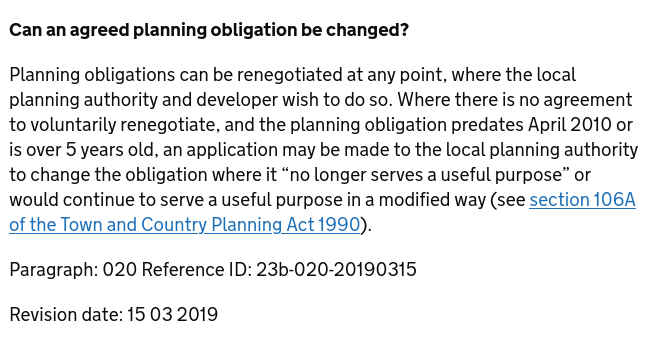 Can an agreed planning obligation be changed?
Planning obligations can be renegotiated at any point, where the local
planning authority and developer wish to do so. Where there is no agreement
to voluntarily renegotiate, and the planning obligation predates April 2010 or
is over 5 years old, an application may be made to the local planning authority
to change the obligation where it “no longer serves a useful purpose” or
would continue to serve a useful purpose in a modified way (see section 106A
of the Town and Country Planning Act 1990).
Paragraph: 020 Reference ID: 23b-020-20190315
Revision date: 15 03 2019